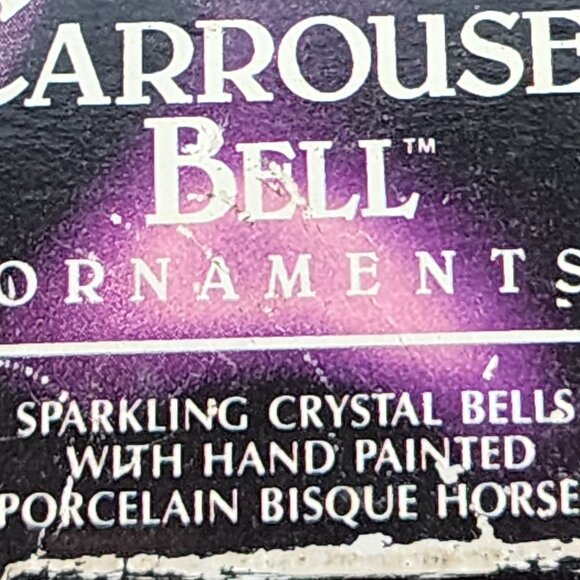 CARROUSE
BELL™
ORNAMENTS
SPARKLING CRYSTAL BELLS
WITH HAND PAINTED
PORCELAIN BISQUE HORSE